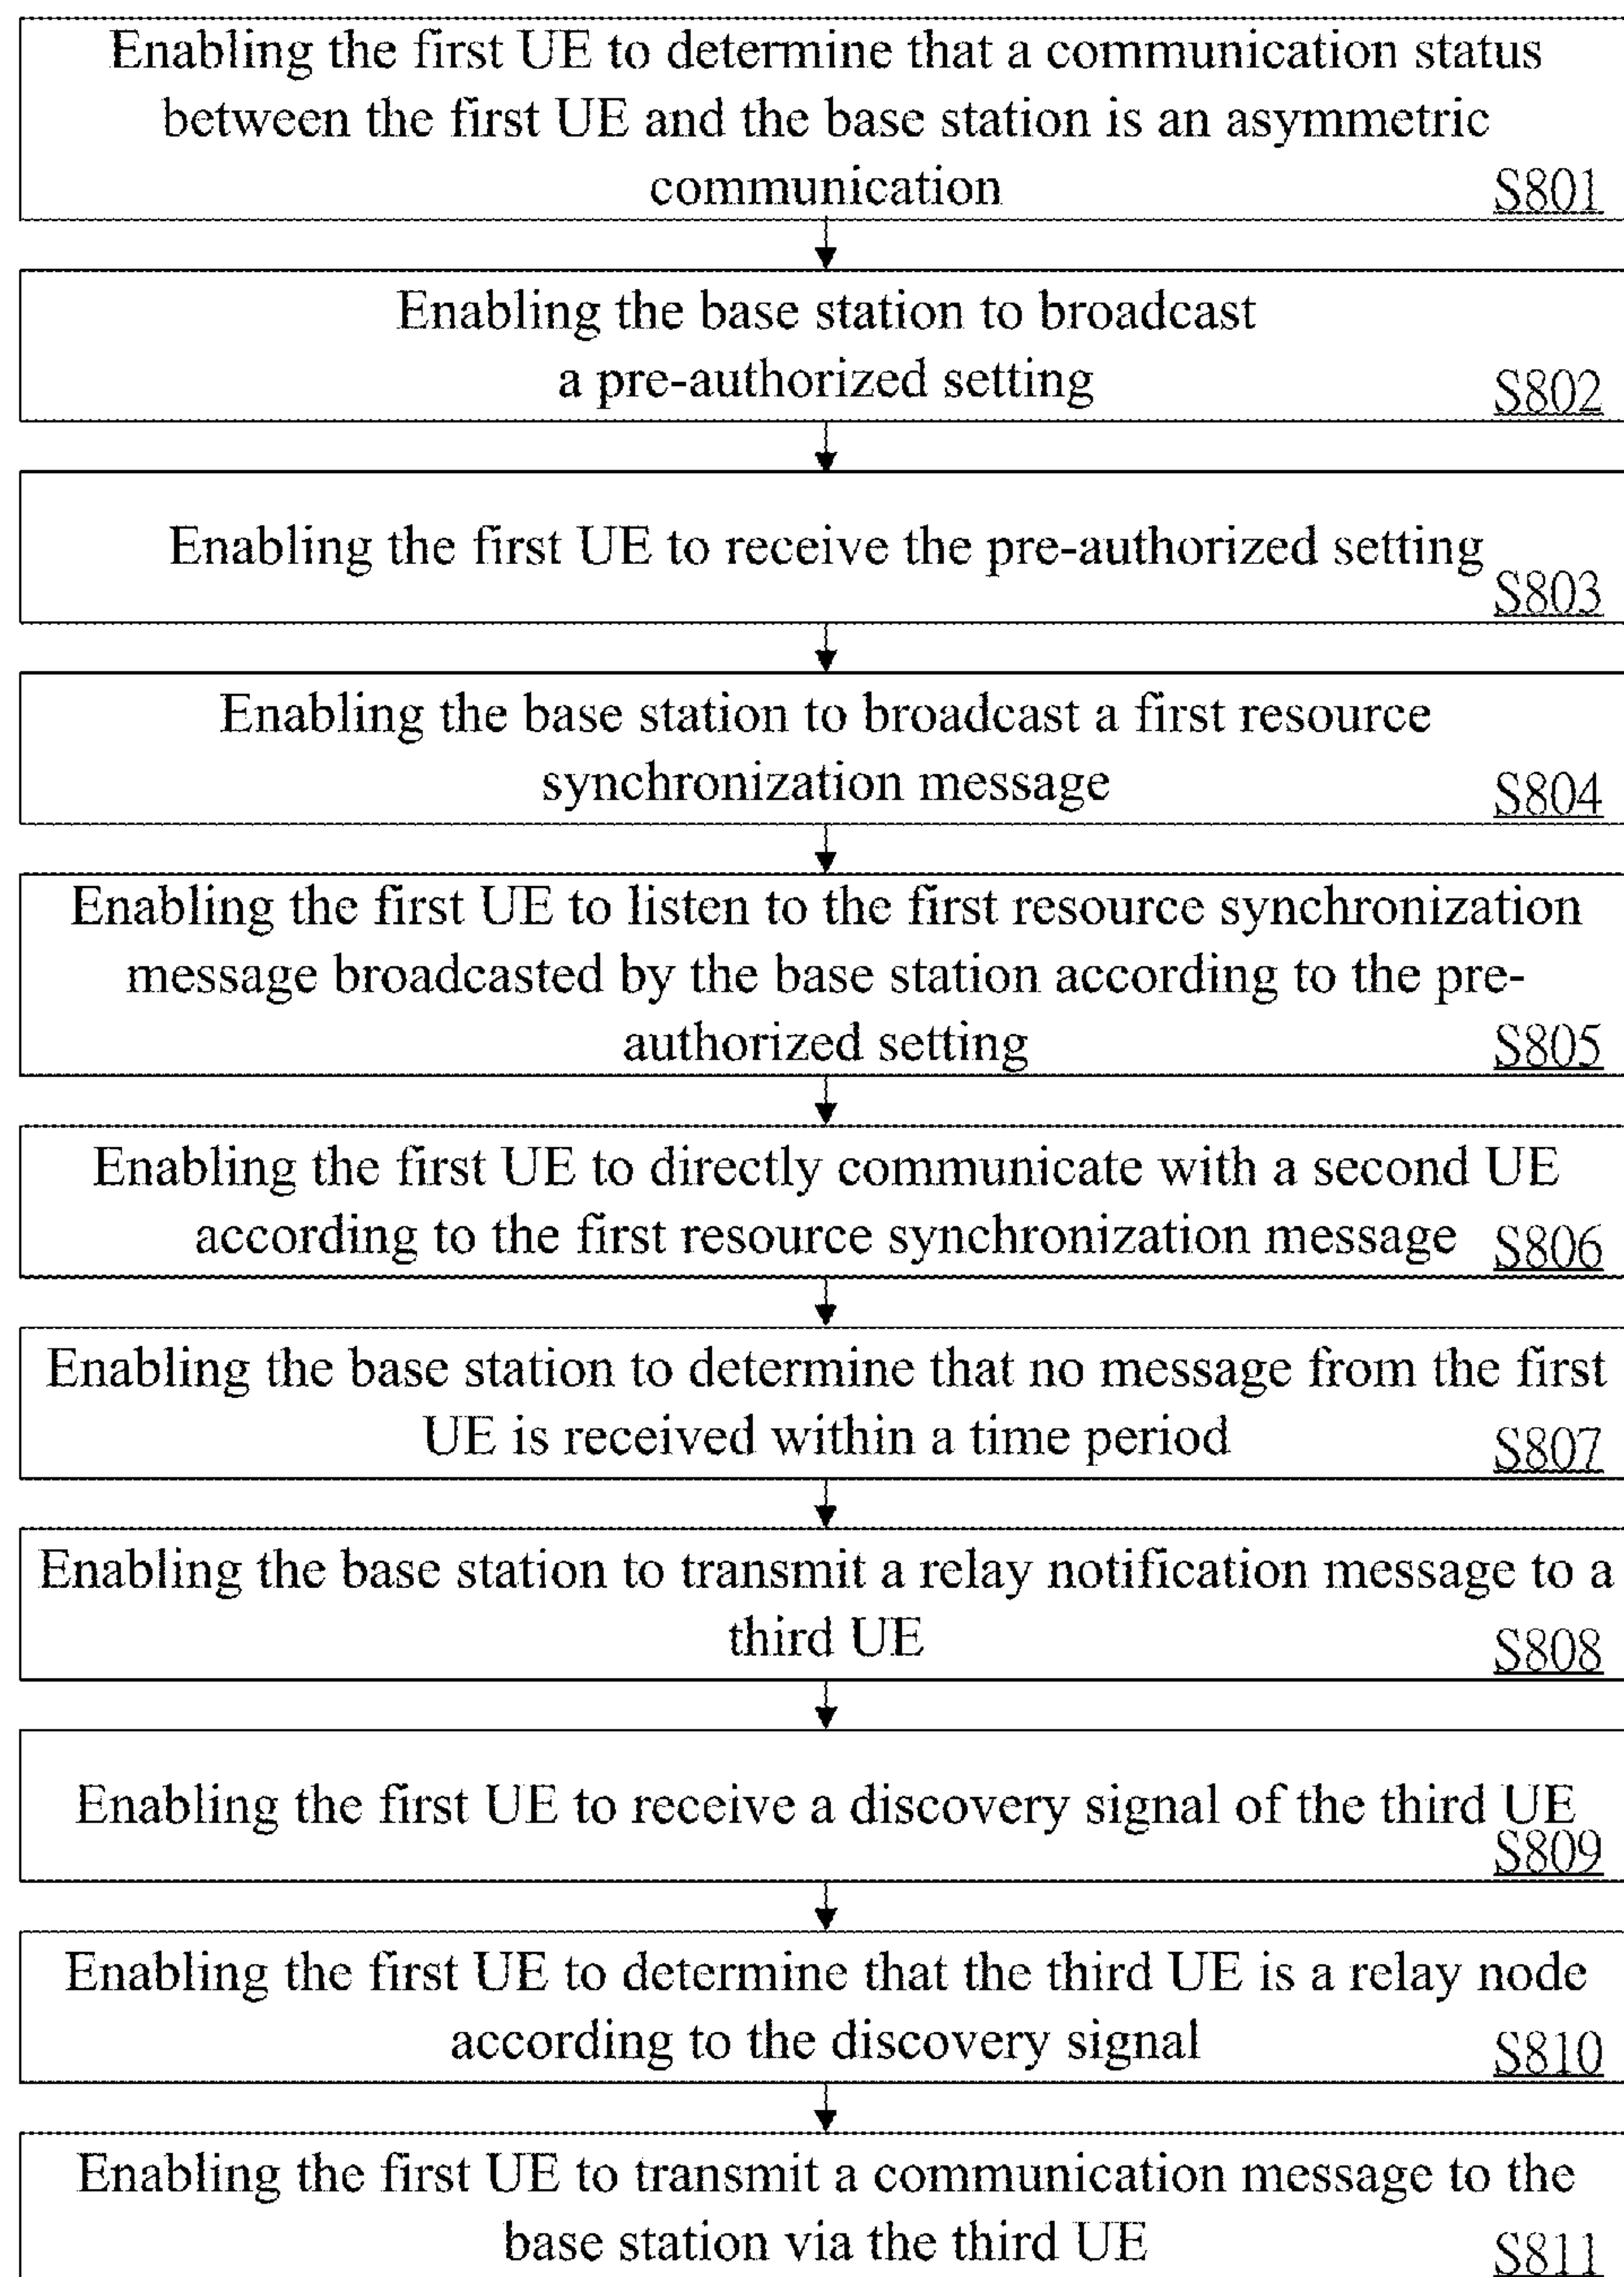 Enabling the first UE to determine that a communication status
between the first UE and the base station is an asymmetric
communication
S801
Enabling the base station to broadcast
a pre-authorized setting
S802
Enabling the first UE to receive the pre-authorized setting
S803
Enabling the base station to broadcast a first resource
synchronization message
S804
Enabling the first UE to listen to the first resource synchronization
message broadcasted by the base station according to the pre-
authorized setting
S805
Enabling the first UE to directly communicate with a second UE
according to the first resource synchronization message
S806
Enabling the base station to determine that no message from the first
UE is received within a time period
S807
Enabling the base station to transmit a relay notification message to a
third UE
S808
Enabling the first UE to receive a discovery signal of the third UE
S809
Enabling the first UE to determine that the third UE is a relay node
according to the discovery signal
S810
Enabling the first UE to transmit a communication message to the
base station via the third UE
S811